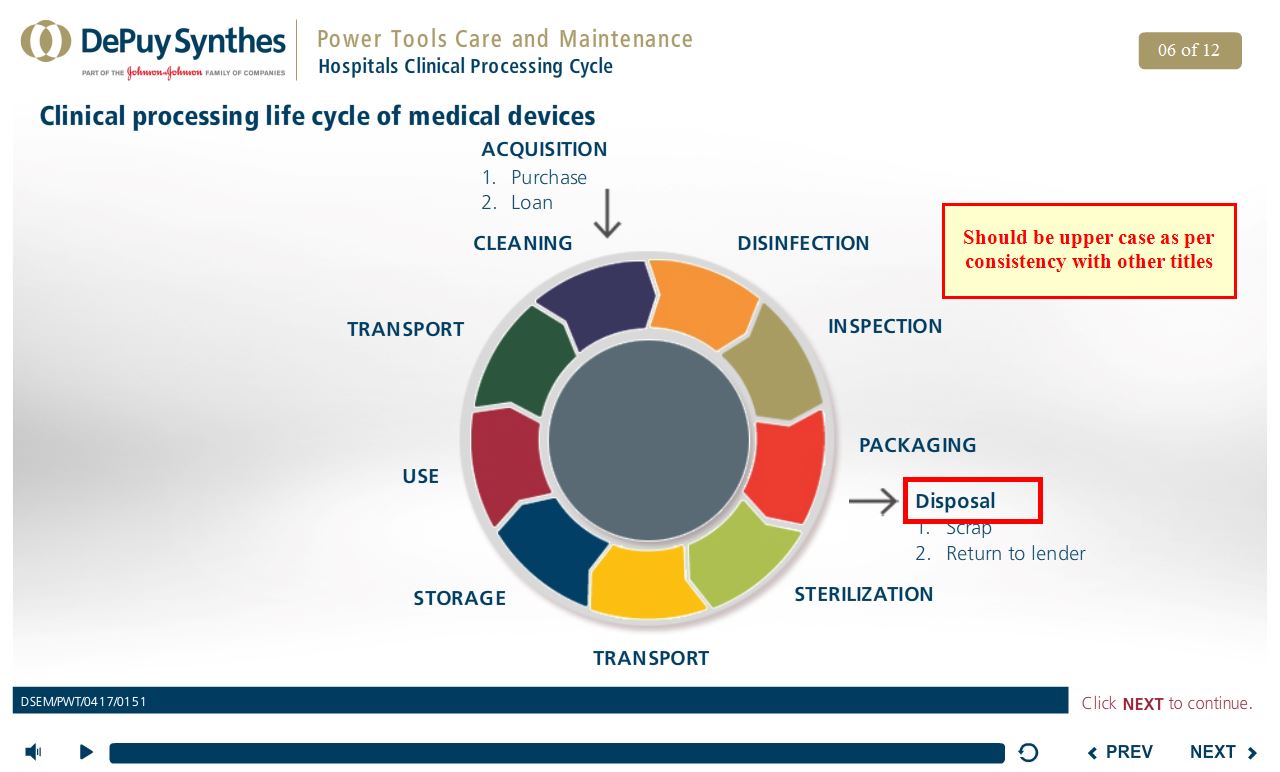 DePuy Synthes
PART OF THE Johnson & Johnson FAMILY OF COMPANIES
Power Tools Care and Maintenance
Hospitals Clinical Processing Cycle
06 of 12
Clinical processing life cycle of medical devices
ACQUISITION
1. Purchase
2. Loan
CLEANING
DISINFECTION
Should be upper case as per
consistency with other titles
TRANSPORT
INSPECTION
PACKAGING
USE
Disposal
1. Scrap
2. Return to lender
STORAGE
STERILIZATION
TRANSPORT
DSEM/PWT/0417/0151
Click NEXT to continue.
PREV
NEXT